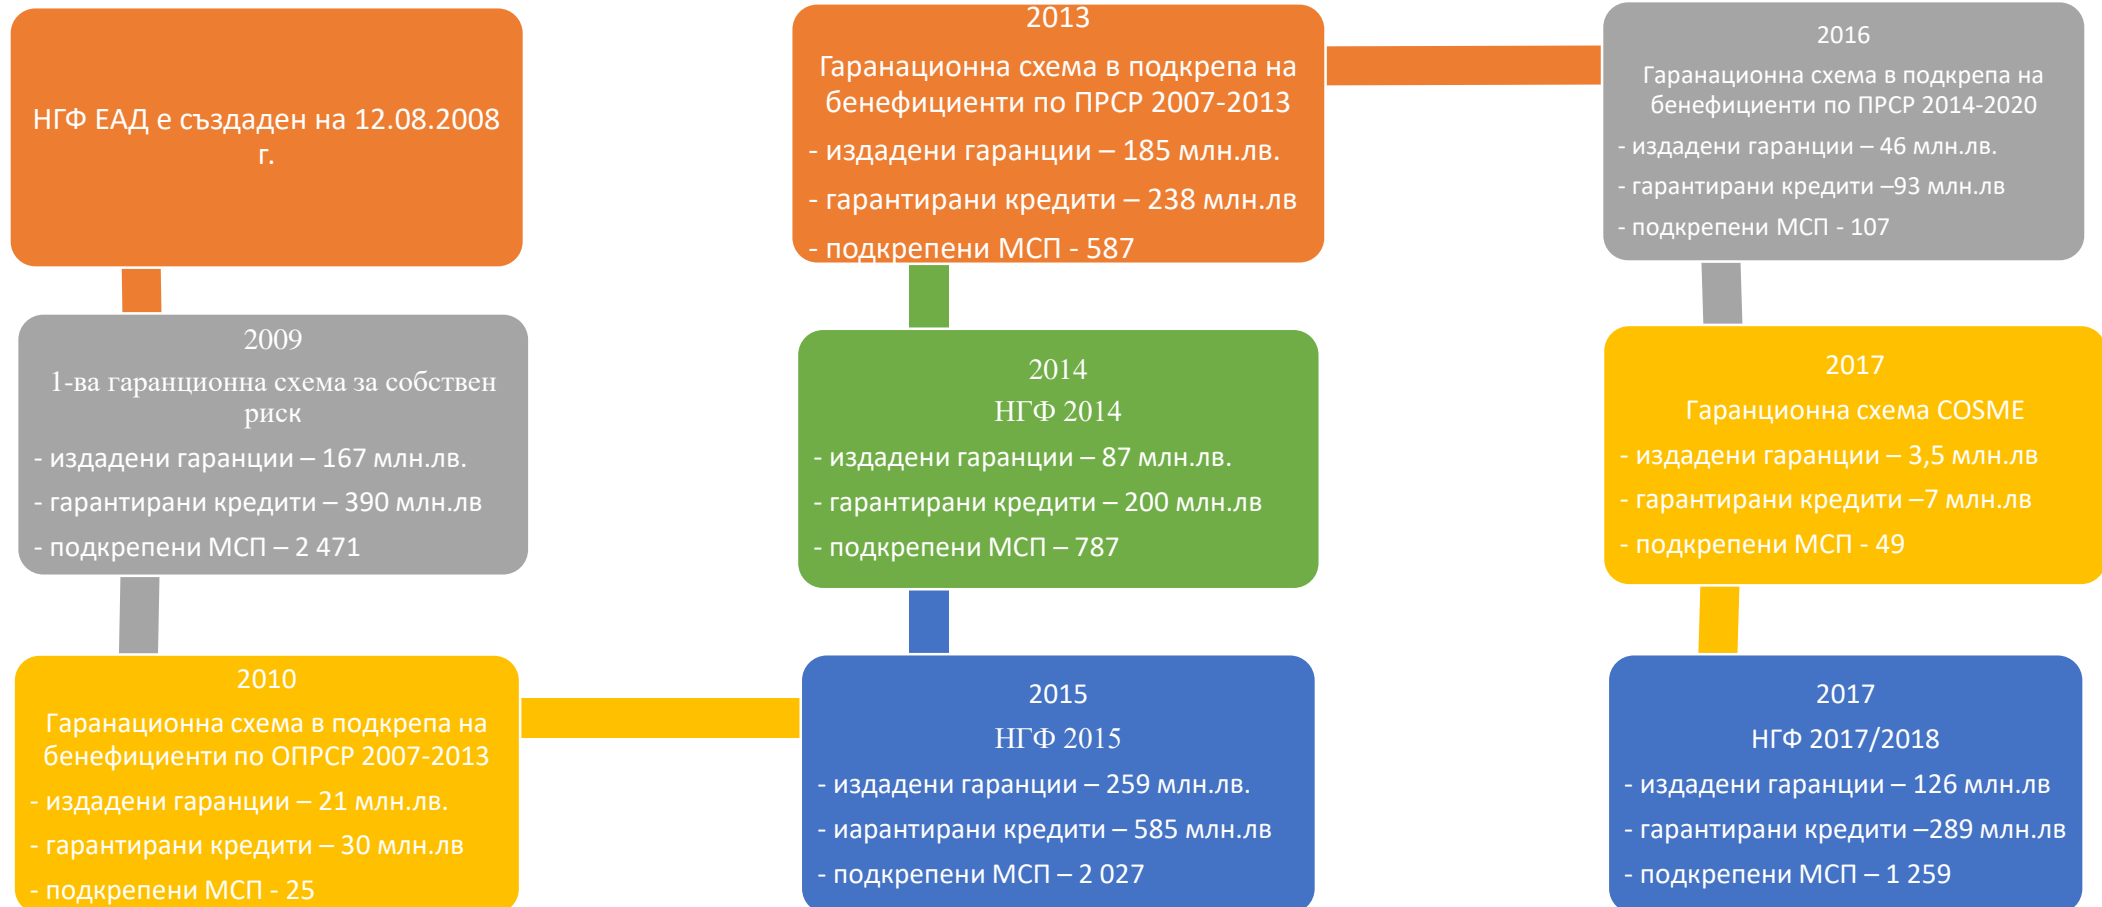 НГФ ЕАД е създаден на 12.08.2008
г.
2009
1-ва гаранционна схема за собствен
риск
- издадени гаранции – 167 млн.лв.
- гарантирани кредити – 390 млн.лв
- подкрепени МСП – 2 471
2010
Гаранационна схема в подкрепа на
бенефициенти по ОПРСР 2007-2013
- издадени гаранции – 21 млн.лв.
- гарантирани кредити – 30 млн.лв
- подкрепени МСП - 25
2013
Гаранационна схема в подкрепа на
бенефициенти по ПРСР 2007-2013
- издадени гаранции – 185 млн.лв.
- гарантирани кредити – 238 млн.лв
- подкрепени МСП - 587
2014
НГФ 2014
- издадени гаранции – 87 млн.лв.
- гарантирани кредити – 200 млн.лв
- подкрепени МСП – 787
2015
НГФ 2015
- издадени гаранции – 259 млн.лв.
- иарантирани кредити – 585 млн.лв
- подкрепени МСП – 2 027
2016
Гаранационна схема в подкрепа на
бенефициенти по ПРСР 2014-2020
- издадени гаранции – 46 млн.лв.
- гарантирани кредити –93 млн.лв
- подкрепени МСП - 107
2017
Гаранционна схема COSME
- издадени гаранции – 3,5 млн.лв
- гарантирани кредити –7 млн.лв
- подкрепени МСП - 49
2017
НГФ 2017/2018
- издадени гаранции – 126 млн.лв
- гарантирани кредити –289 млн.лв
- подкрепени МСП – 1 259